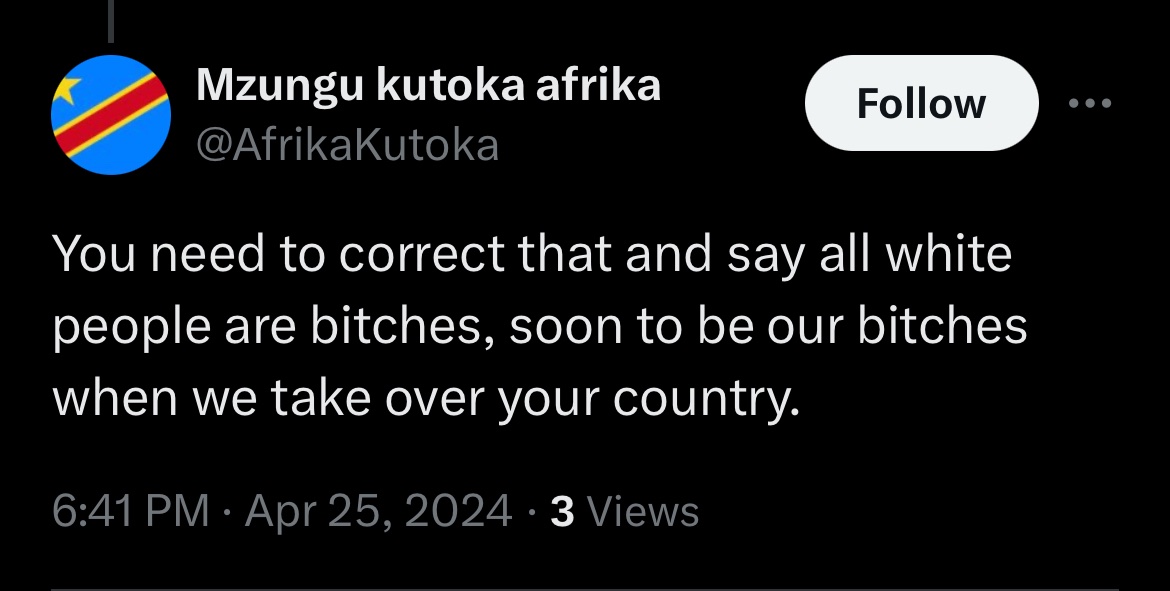 Mzungu kutoka afrika
@AfrikaKutoka
Follow
You need to correct that and say all white
people are bitches, soon to be our bitches
when we take over your country.
6:41 PM · Apr 25, 2024 · 3 Views